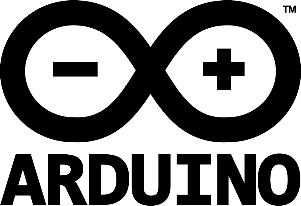 - +
™
ARDUINO